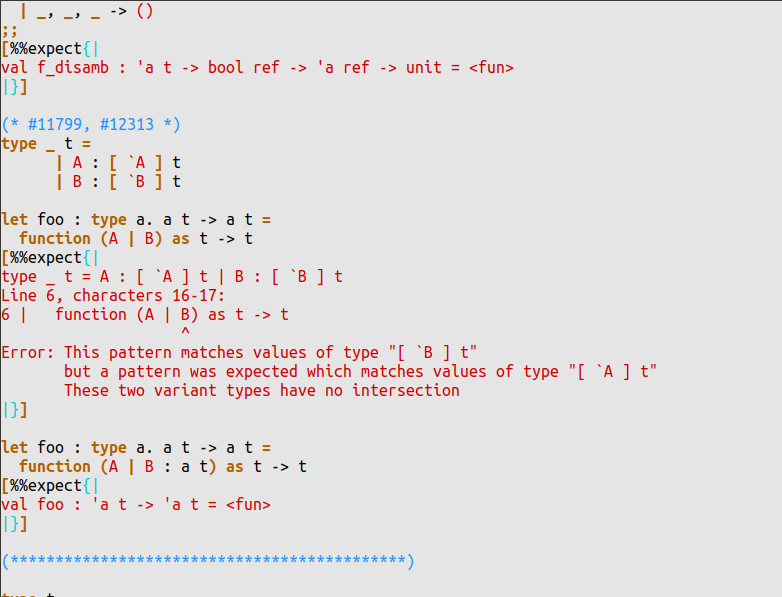 | _, _, _ -> ()
;;
[%%expect{|
val f_disamb : 'a t -> bool ref -> 'a ref -> unit = <fun>
|}]

(* #11799, #12313 *)
type _ t =
      | A : [ `A ] t
      | B : [ `B ] t

let foo : type a. a t -> a t =
  function (A | B) as t -> t
[%%expect{|
type _ t = A : [ `A ] t | B : [ `B ] t
Line 6, characters 16-17:
6 |   function (A | B) as t -> t
                    ^
Error: This pattern matches values of type "[ `B ] t"
       but a pattern was expected which matches values of type "[ `A ] t"
       These two variant types have no intersection
|}]

let foo : type a. a t -> a t =
  function (A | B : a t) as t -> t
[%%expect{|
val foo : 'a t -> 'a t = <fun>
|}]

(********************************************)